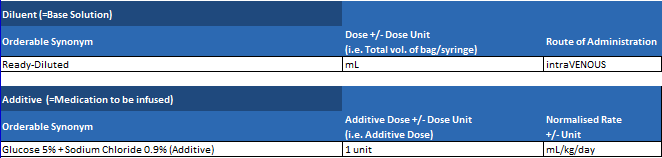 Diluent (=Base Solution)
Orderable Synonym Dose +/- Dose Unit Route of Administration
(i.e. Total vol. of bag/syringe)
Ready-Diluted mL intraVENOUS
Additive (=Medication to be infused)
Orderable Synonym Additive Dose +/- Dose Unit Normalised Rate
(i.e. Additive Dose) +/- Unit
Glucose 5% + Sodium Chloride 0.9% (Additive) 1 unit mL/kg/day